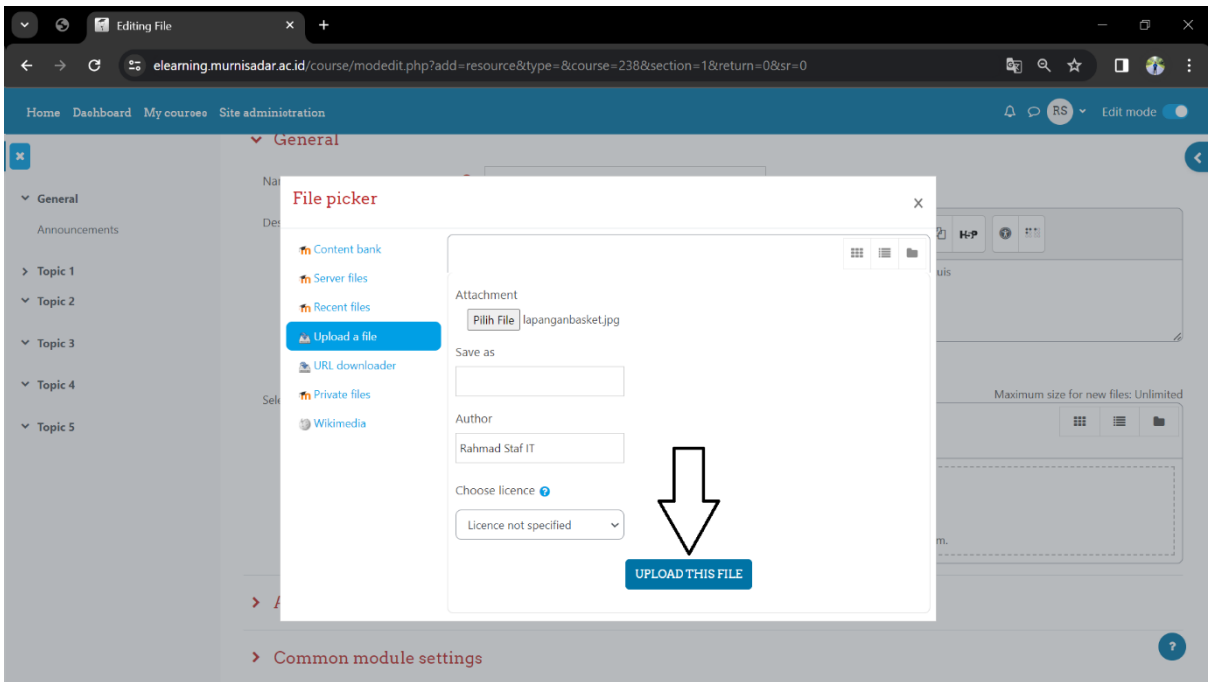 Editing File
elearning.murnisadar.ac.id/course/modedit.php?add=resource&type=&course=238&section=1&return=0&sr=0
Home Dashboard My courses Site administration
RS Edit mode
General
General
Announcements
Topic 1
Topic 2
Topic 3
Topic 4
Topic 5
File picker
x
Content bank
Server files
Recent files
Upload a file
URL downloader
Private files
Wikimedia
Attachment
Pilih File lapanganbasket.jpg
Save as
Author
Rahmad Staf IT
Choose licence ?
Licence not specified
UPLOAD THIS FILE
H-P
Maximum size for new files: Unlimited
Common module settings
?